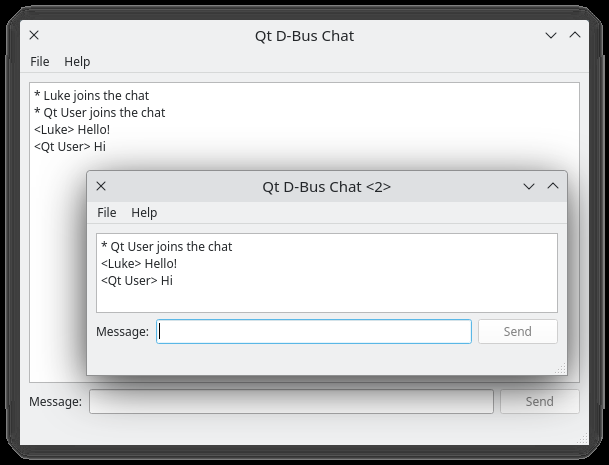 Qt D-Bus Chat
File Help
* Luke joins the chat
* Qt User joins the chat
<Luke> Hello!
<Qt User> Hi
Qt D-Bus Chat <2>
File Help
* Qt User joins the chat
<Luke> Hello!
<Qt User> Hi
Message: Send
Message: Send